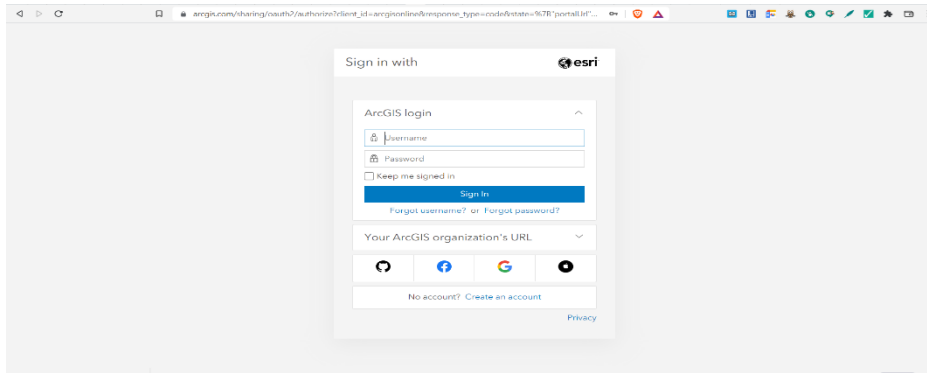 arcgis.com/sharing/oauth2/authorize?client_id=arcgisonline&response_type=code&state=%7B"portalUrl"...
Sign in with
esri
ArcGIS login
Username
Password
Keep me signed in
Sign In
Forgot username? or Forgot password?
Your ArcGIS organization's URL
No account? Create an account
Privacy